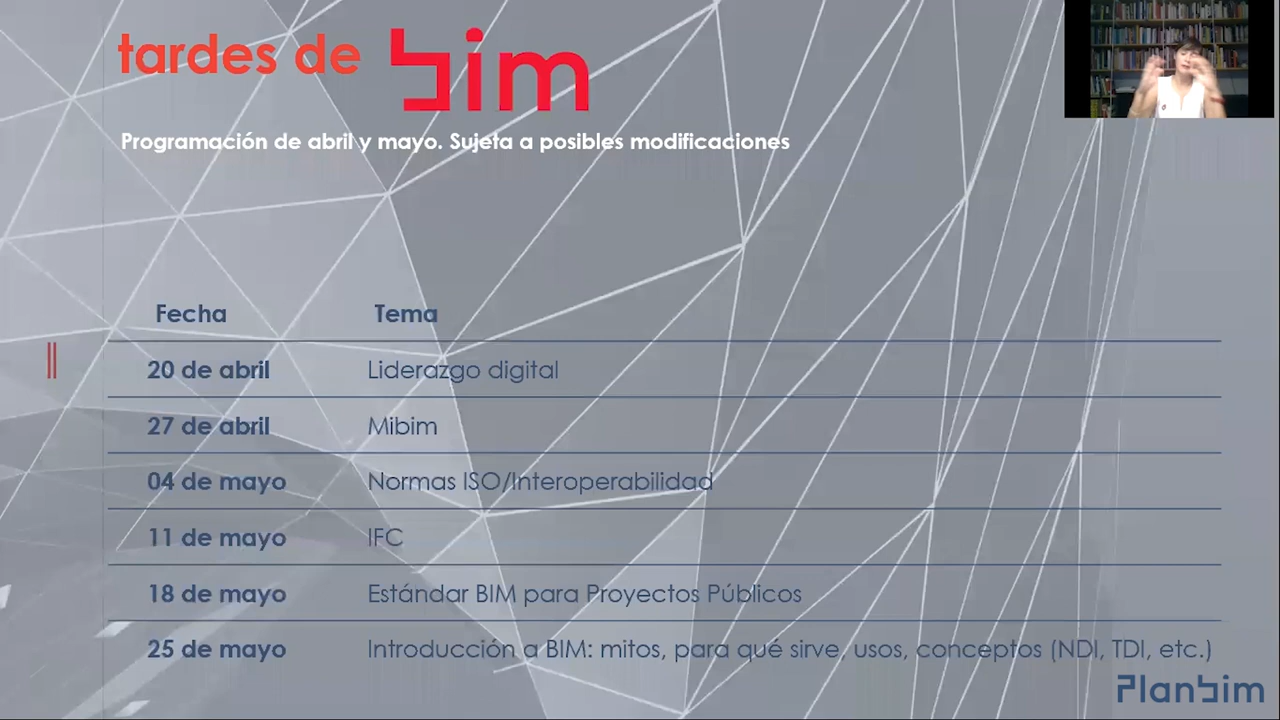 tardes de bim
Programación de abril y mayo. Sujeta a posibles modificaciones
Fecha Tema
20 de abril Liderazgo digital
27 de abril Mibim
04 de mayo Normas ISO/Interoperabilidad
11 de mayo IFC
18 de mayo Estándar BIM para Proyectos Públicos
25 de mayo Introducción a BIM: mitos, para qué sirve, usos, conceptos (NDI, TDI, etc.)
Planbim